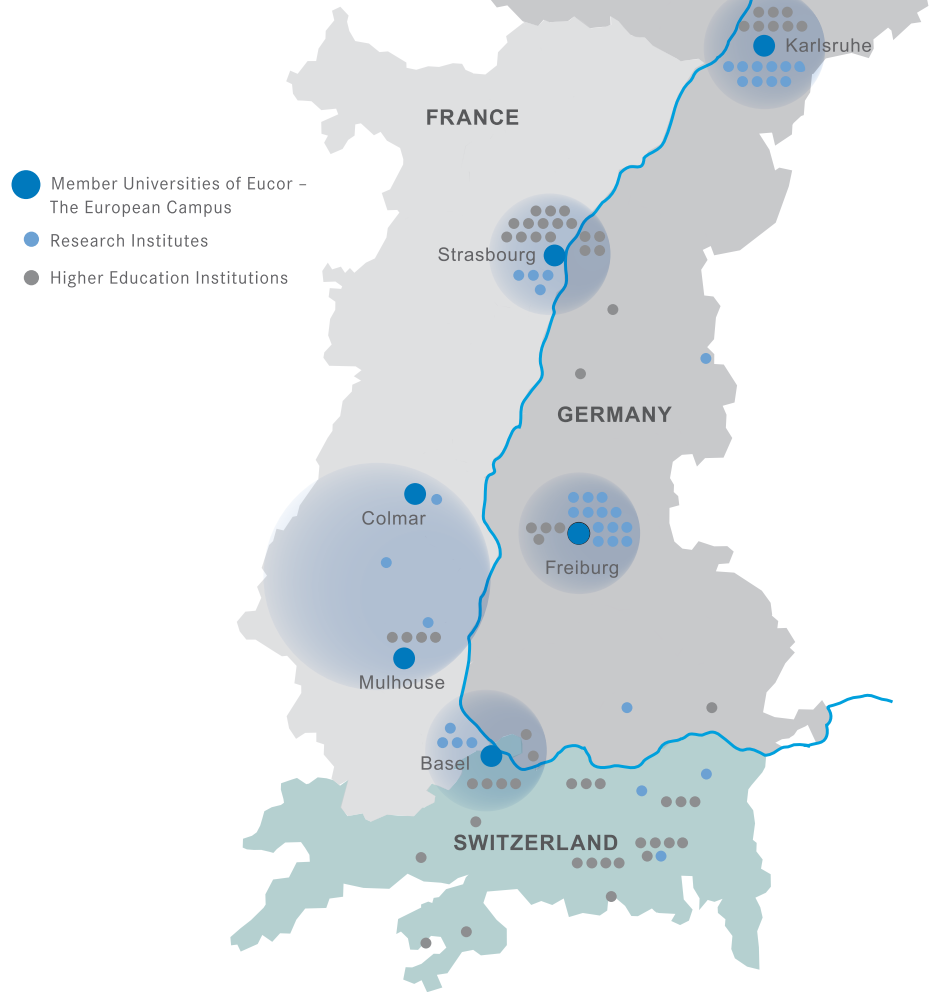 Karlsruhe
FRANCE
Member Universities of Eucor –
The European Campus
Research Institutes
Strasbourg
Higher Education Institutions
GERMANY
Colmar
Freiburg
Mulhouse
Basel
SWITZERLAND